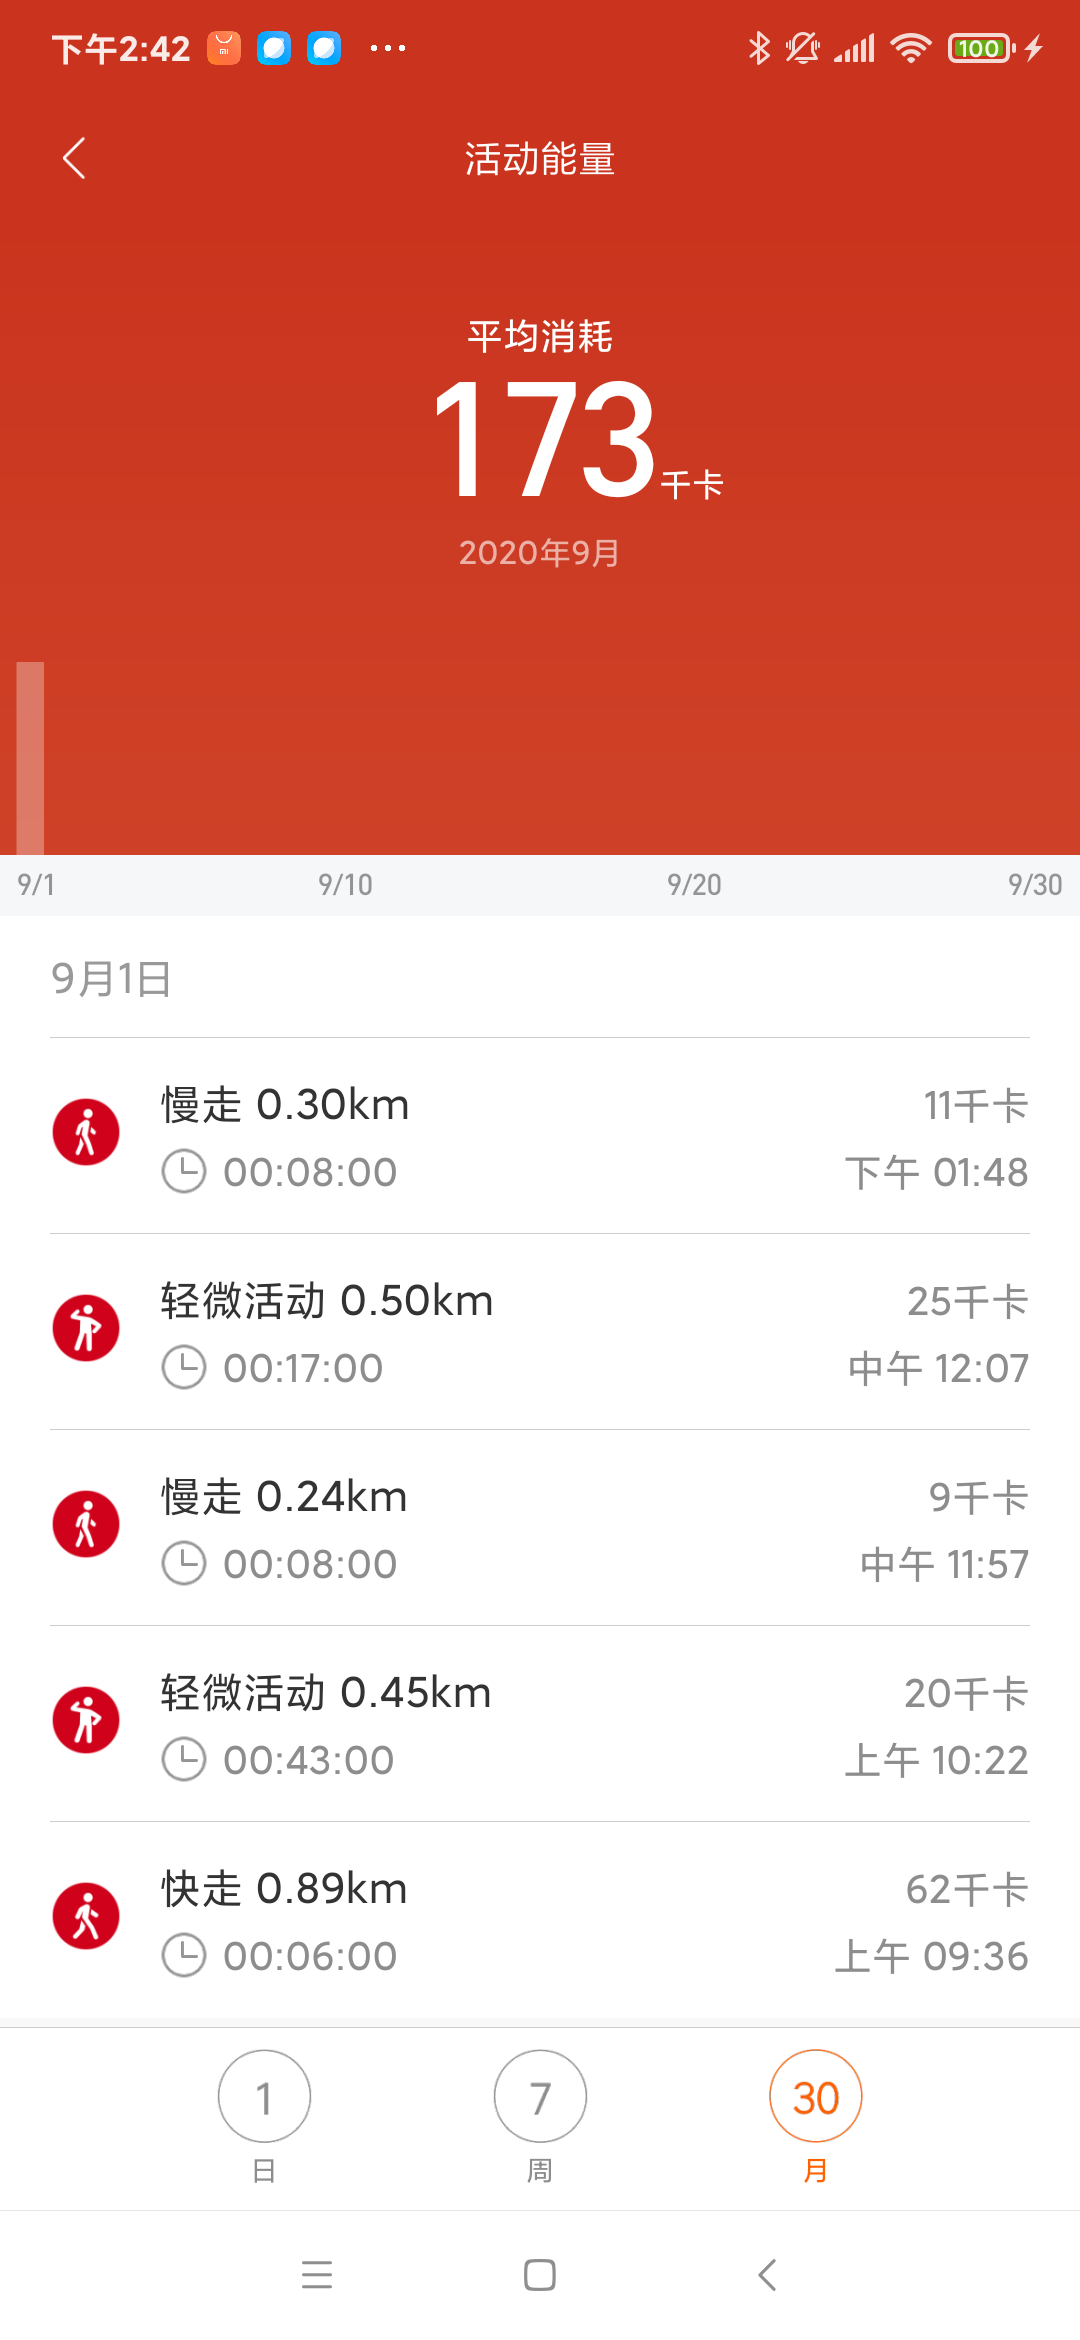 下午2:42
100
活动能量
平均消耗
173千卡
2020年9月
9/1 9/10 9/20 9/30
9月1日
慢走 0.30km 11千卡
00:08:00 下午 01:48
轻微活动 0.50km 25千卡
00:17:00 中午 12:07
慢走 0.24km 9千卡
00:08:00 中午 11:57
轻微活动 0.45km 20千卡
00:43:00 上午 10:22
快走 0.89km 62千卡
00:06:00 上午 09:36
1 7 30
日 周 月